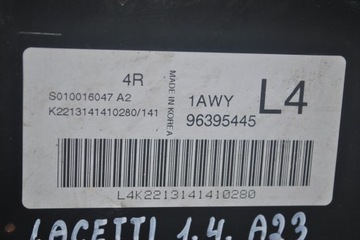 4R
S010016047 A2
K2213141410280/141
MADE IN KOREA
1AWY
L4
96395445
L4K2213141410280
LACETTI 1.4. A23